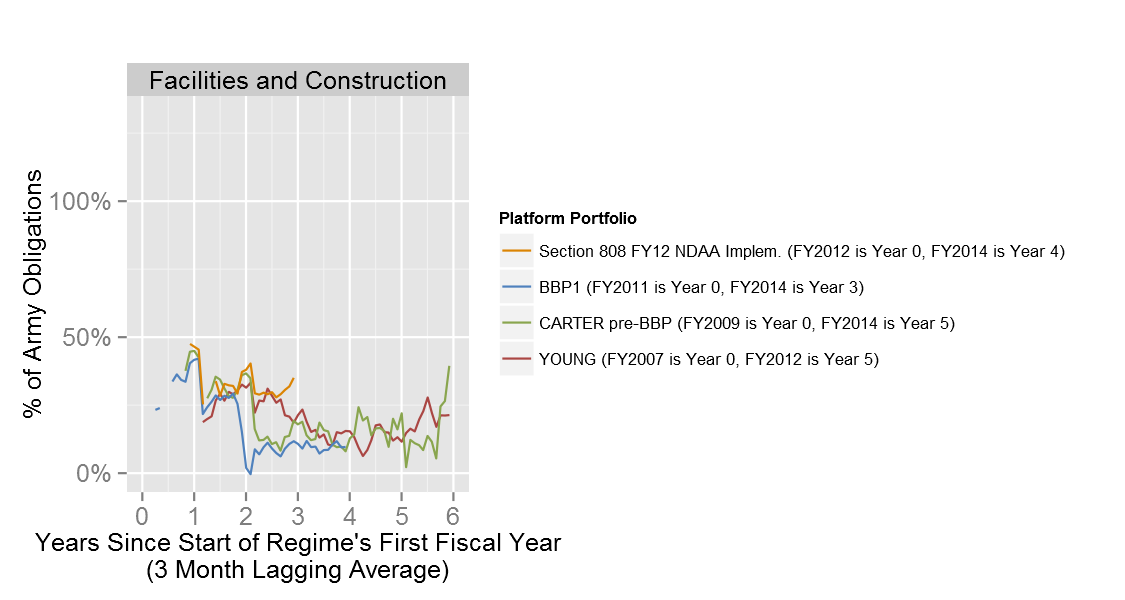 Facilities and Construction
% of Army Obligations
100%
50%
0%
0 1 2 3 4 5 6
Years Since Start of Regime's First Fiscal Year
(3 Month Lagging Average)
Platform Portfolio
Section 808 FY12 NDAA Implem. (FY2012 is Year 0, FY2014 is Year 4)
BBP1 (FY2011 is Year 0, FY2014 is Year 3)
CARTER pre-BBP (FY2009 is Year 0, FY2014 is Year 5)
YOUNG (FY2007 is Year 0, FY2012 is Year 5)